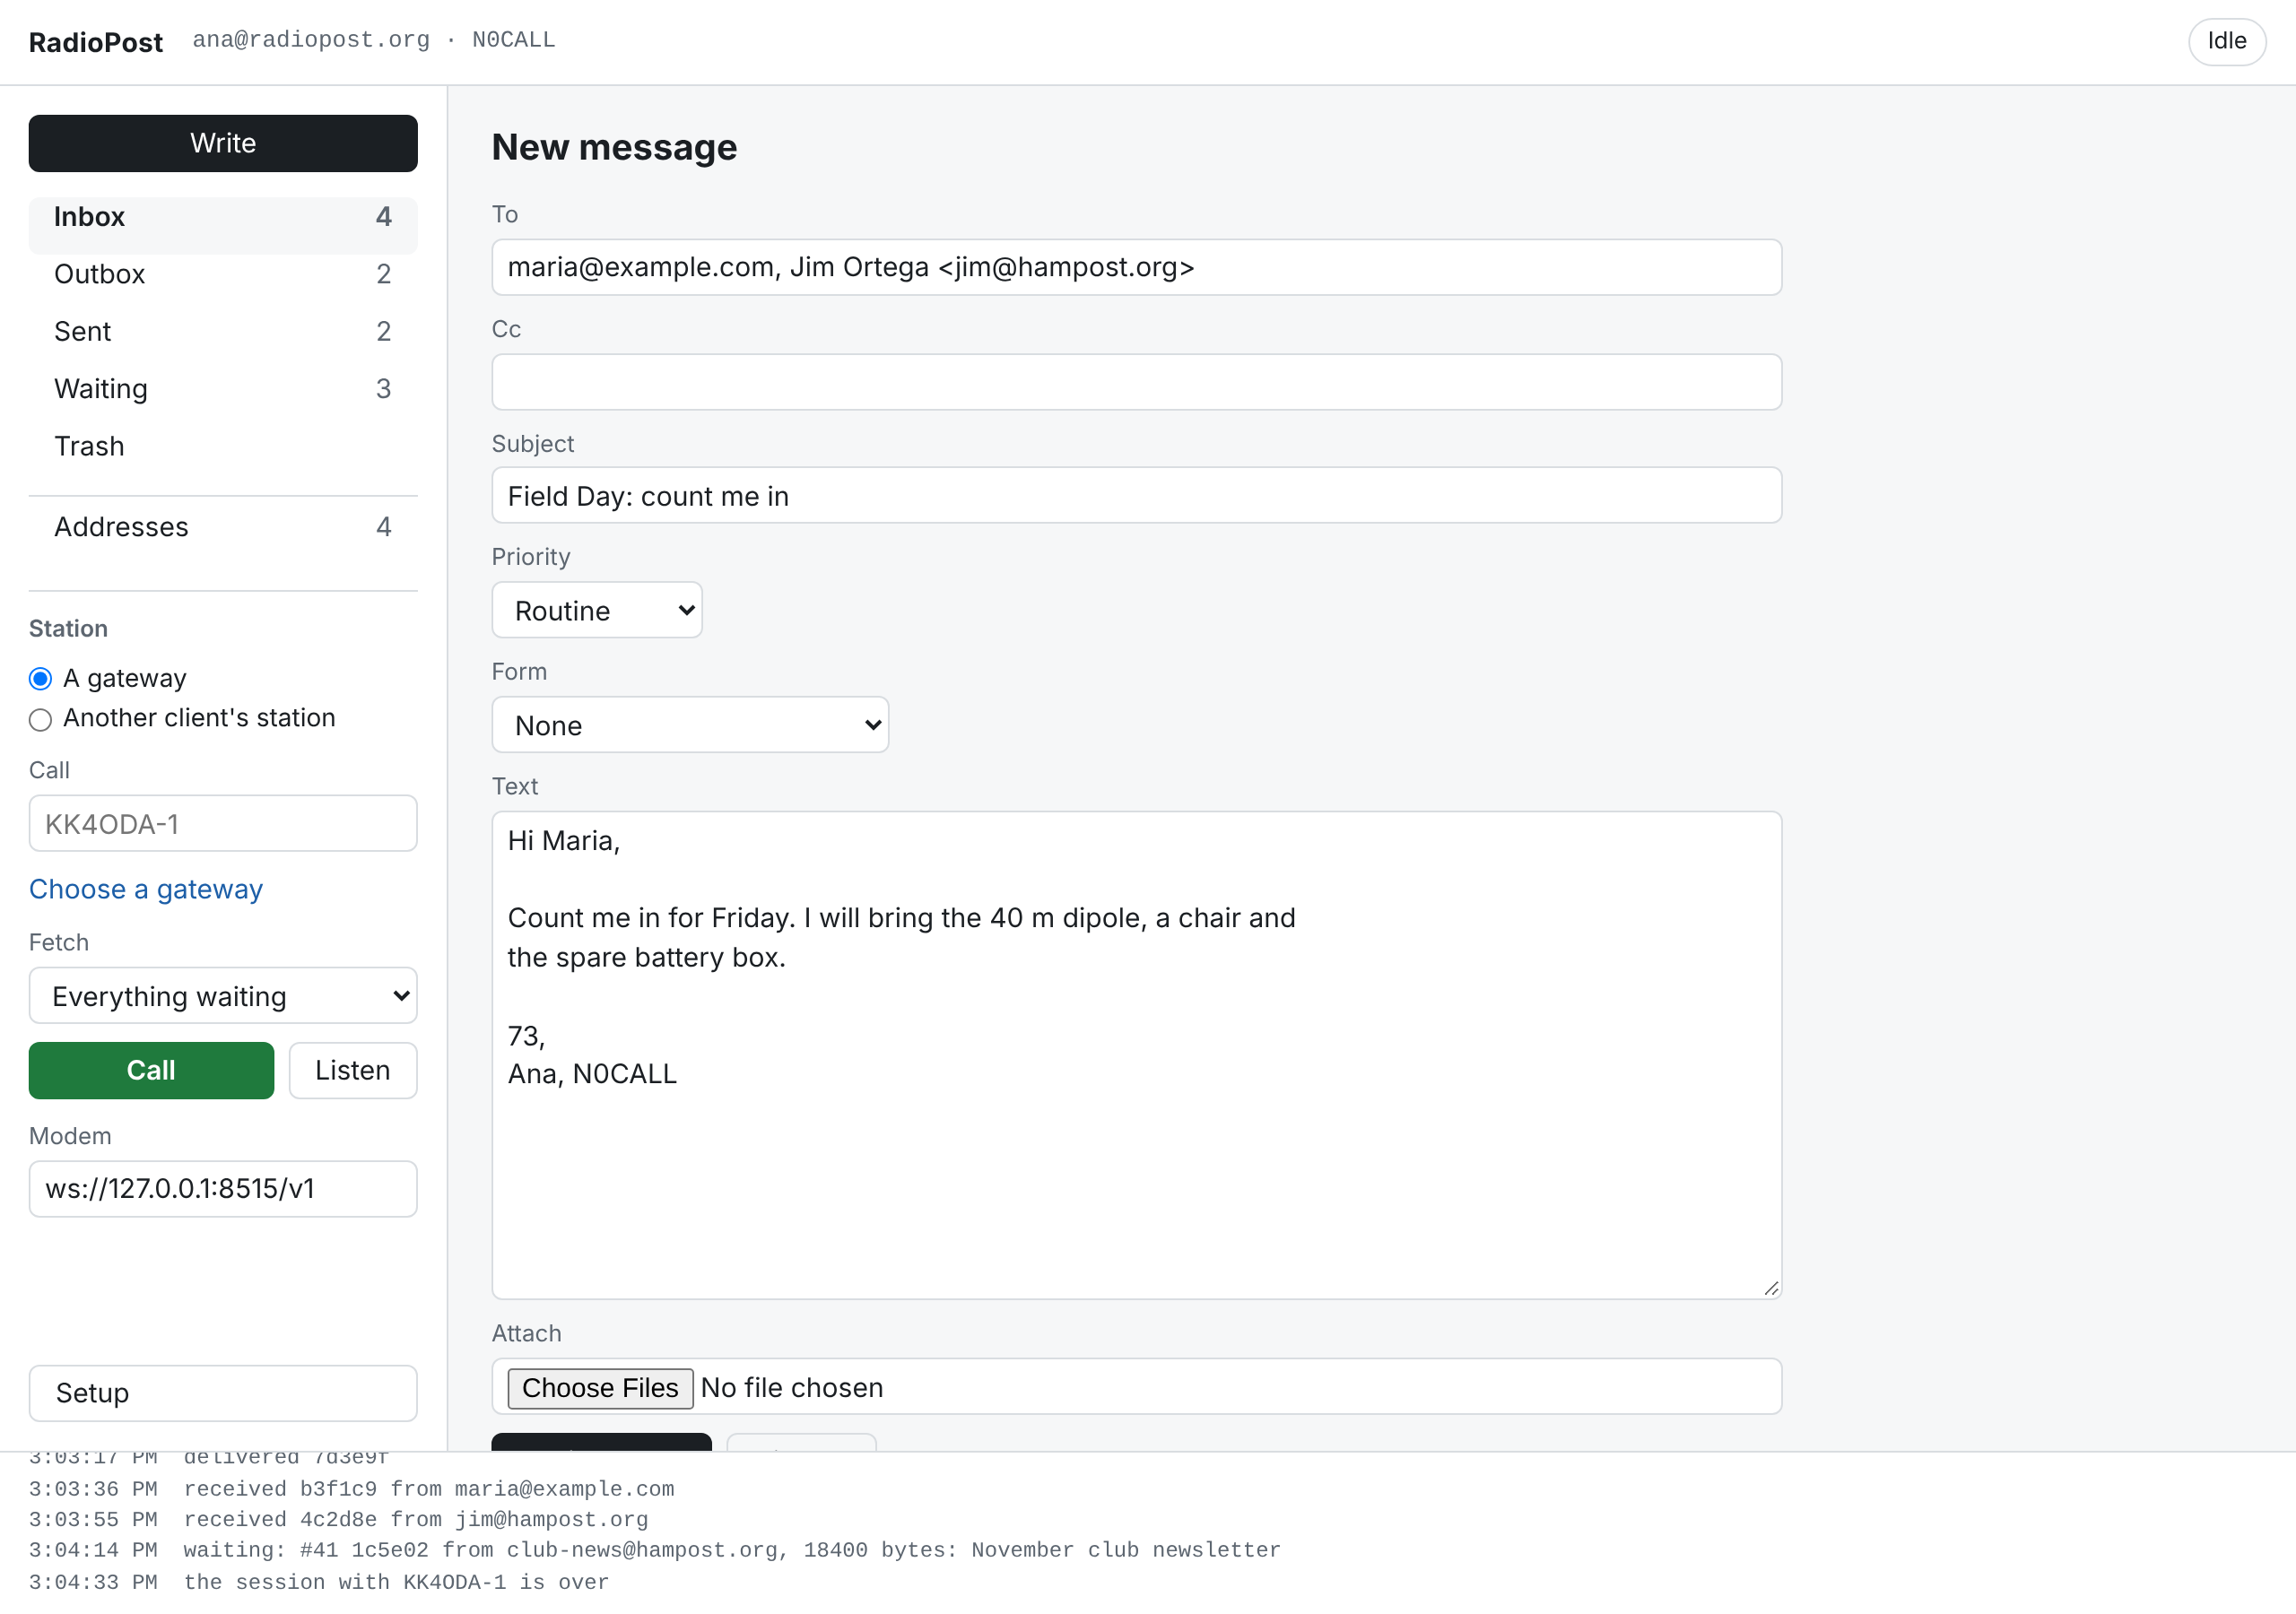 RadioPost ana@radiopost.org · N0CALL
Idle
Write
Inbox 4
Outbox 2
Sent 2
Waiting 3
Trash
Addresses 4
Station
A gateway
Another client's station
Call
KK4ODA-1
Choose a gateway
Fetch
Everything waiting
Call Listen
Modem
ws://127.0.0.1:8515/v1
Setup
New message
To
maria@example.com, Jim Ortega <jim@hampost.org>
Cc
Subject
Field Day: count me in
Priority
Routine
Form
None
Text
Hi Maria,
Count me in for Friday. I will bring the 40 m dipole, a chair and
the spare battery box.
73,
Ana, N0CALL
Attach
Choose Files No file chosen
3:03:17 PM delivered 7d3e9f
3:03:36 PM received b3f1c9 from maria@example.com
3:03:55 PM received 4c2d8e from jim@hampost.org
3:04:14 PM waiting: #41 1c5e02 from club-news@hampost.org, 18400 bytes: November club newsletter
3:04:33 PM the session with KK4ODA-1 is over